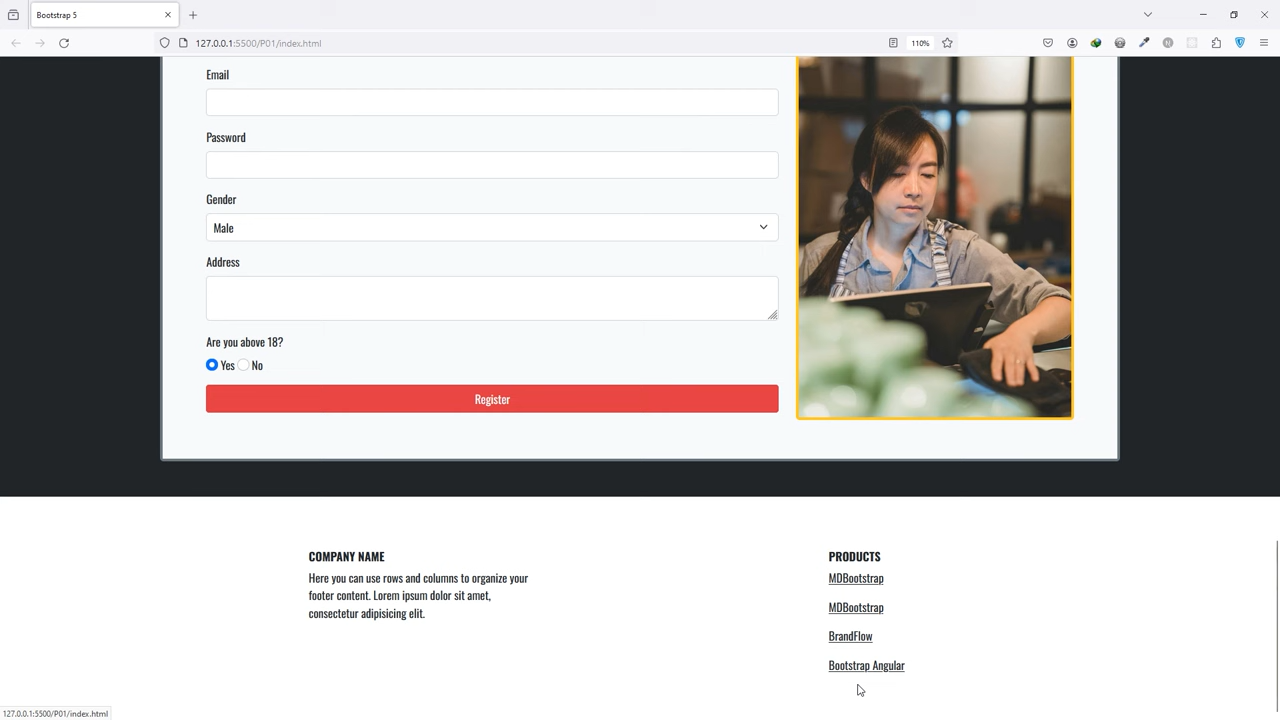 Bootstrap 5
127.0.0.1:5500/P01/index.html
110%
Email
Password
Gender
Male
Address
Are you above 18?
Yes No
Register
COMPANY NAME
Here you can use rows and columns to organize your
footer content. Lorem ipsum dolor sit amet,
consectetur adipisicing elit.
PRODUCTS
MDBootstrap
MDBootstrap
BrandFlow
Bootstrap Angular
127.0.0.1:5500/P01/index.html